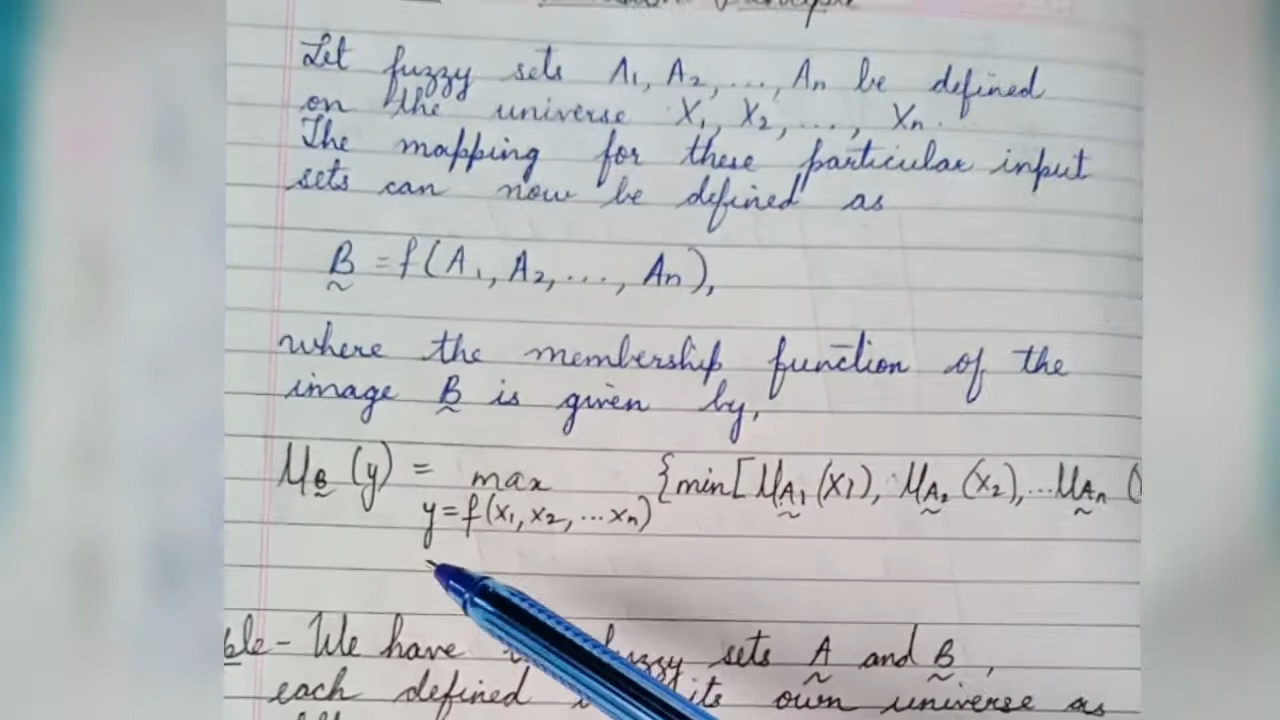 Let fuzzy sets A1, A2, ..., An be defined
on the universe X1, X2, ..., Xn.
The mapping for these particular input
sets can now be defined as
B = f(A1, A2, ..., An),
where the membership function of the
image B is given by,
μB (y) = max {min[μA1(x1), μA2(x2),...μAn (
y=f(x1, x2, ...xn)
ble - We have fuzzy sets A and B,
each defined its own universe as